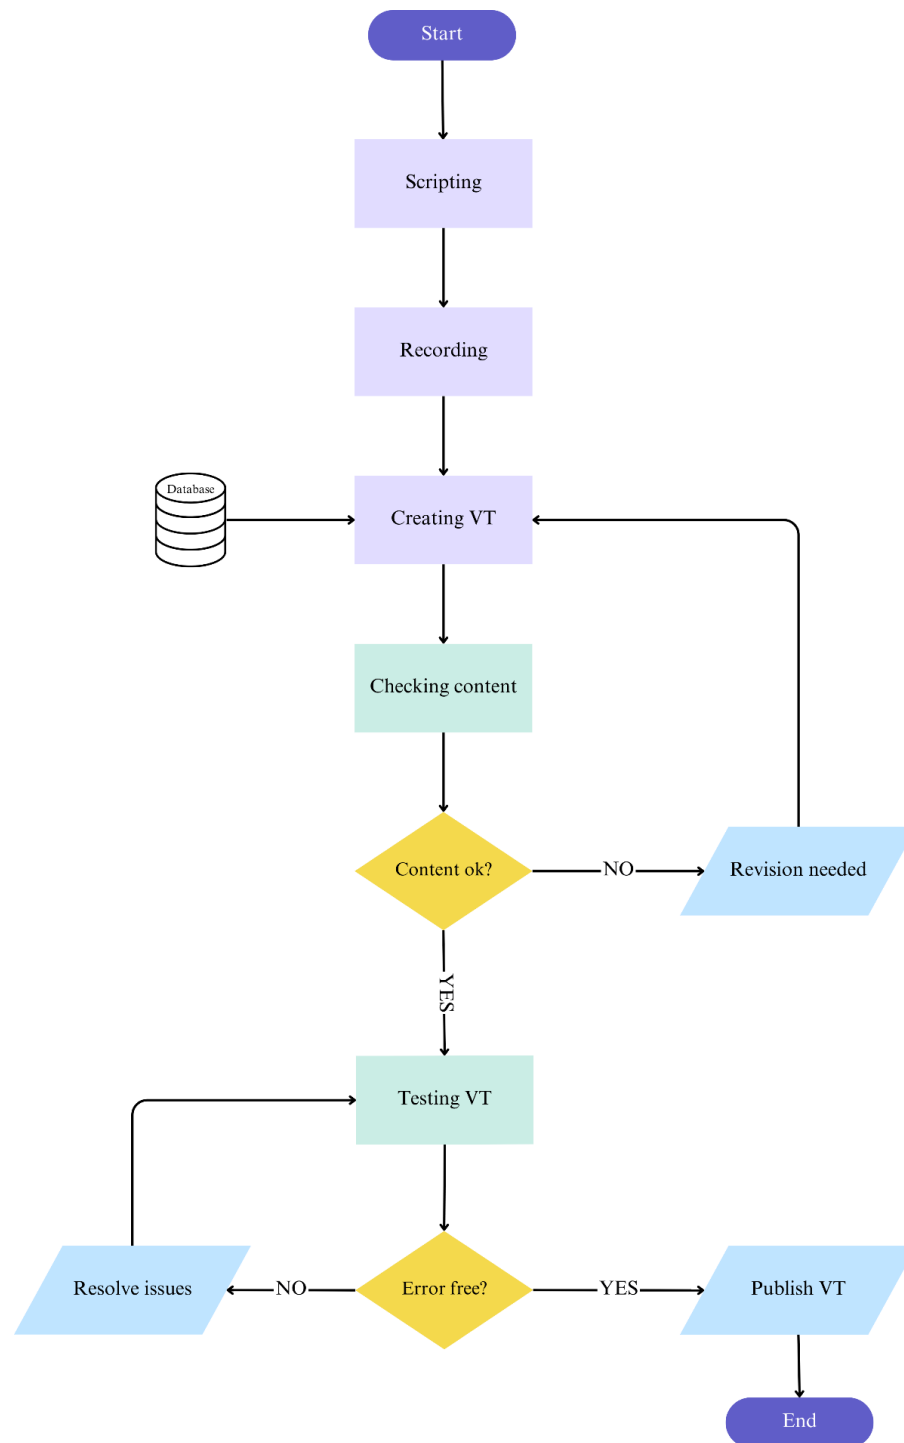 Start
Scripting
Recording
Database
Creating VT
Checking content
Content ok?
NO
Revision needed
YES
Testing VT
Resolve issues
NO
Error free?
YES
Publish VT
End